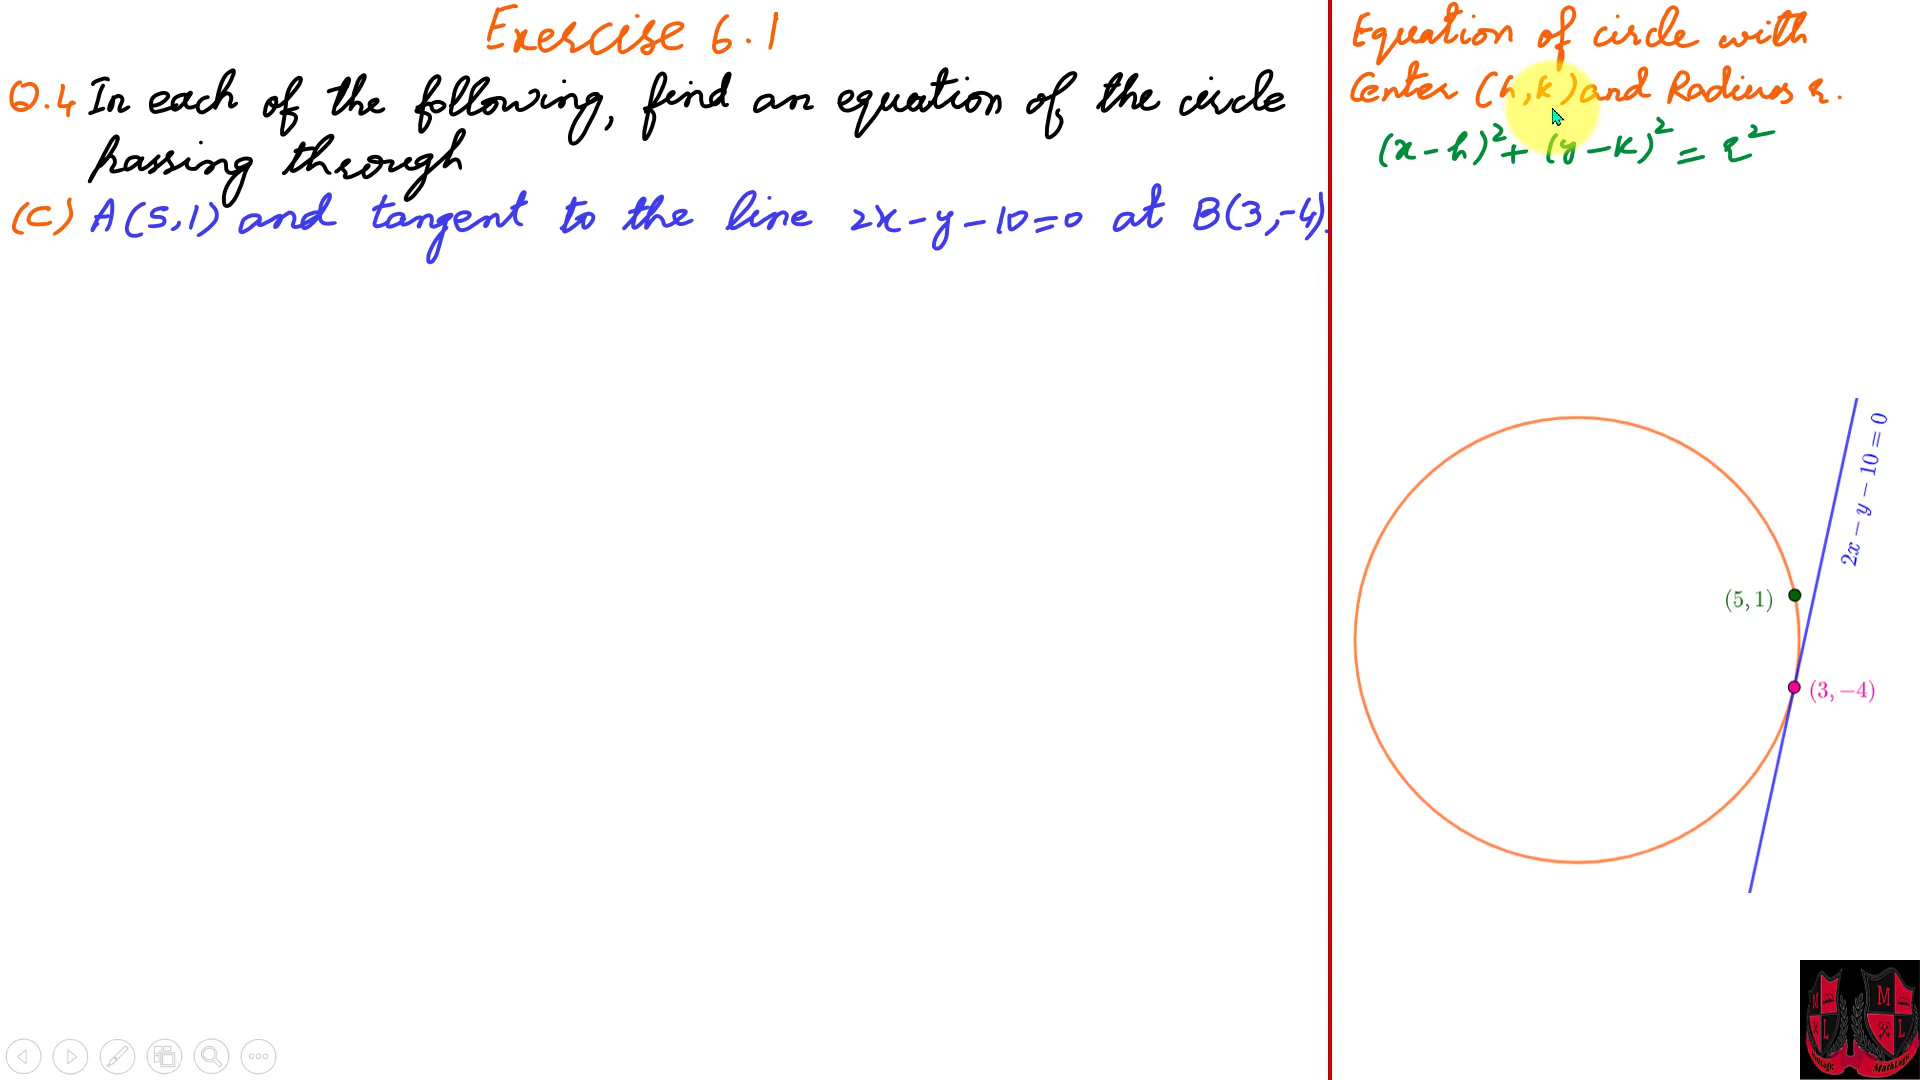 Exercise 6.1
Q.4 In each of the following, find an equation of the circle
passing through
(c) A(5,1) and tangent to the line 2x-y-10=0 at B(3,-4).
Equation of circle with
Center (h,k) and Radius r.
(x-h)²+(y-k)²=r²
2x − y − 10 = 0
(5, 1)
(3, −4)
M
L
M
L
MathLogic